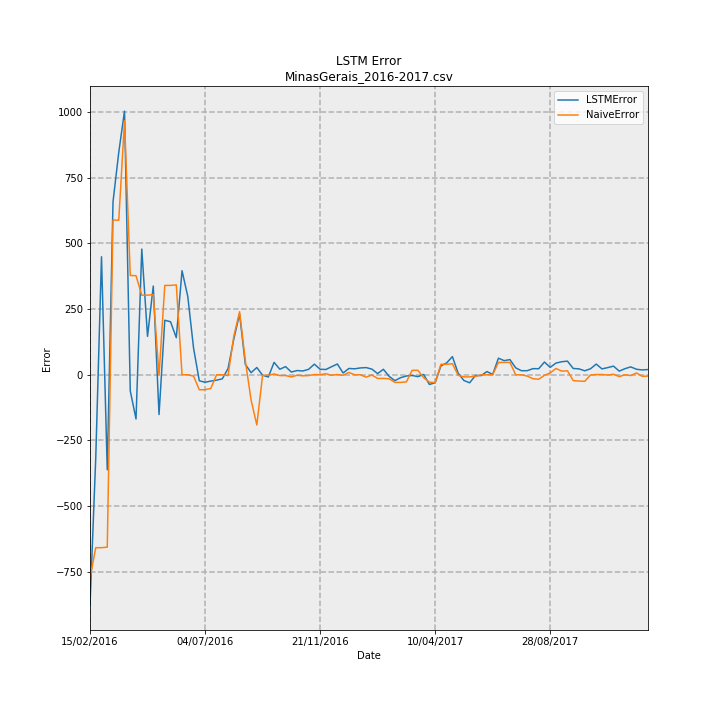 LSTM Error
MinasGerais_2016-2017.csv
LSTMError
NaiveError
1000
750
500
250
0
−250
−500
−750
Error
15/02/2016
04/07/2016
21/11/2016
10/04/2017
28/08/2017
Date